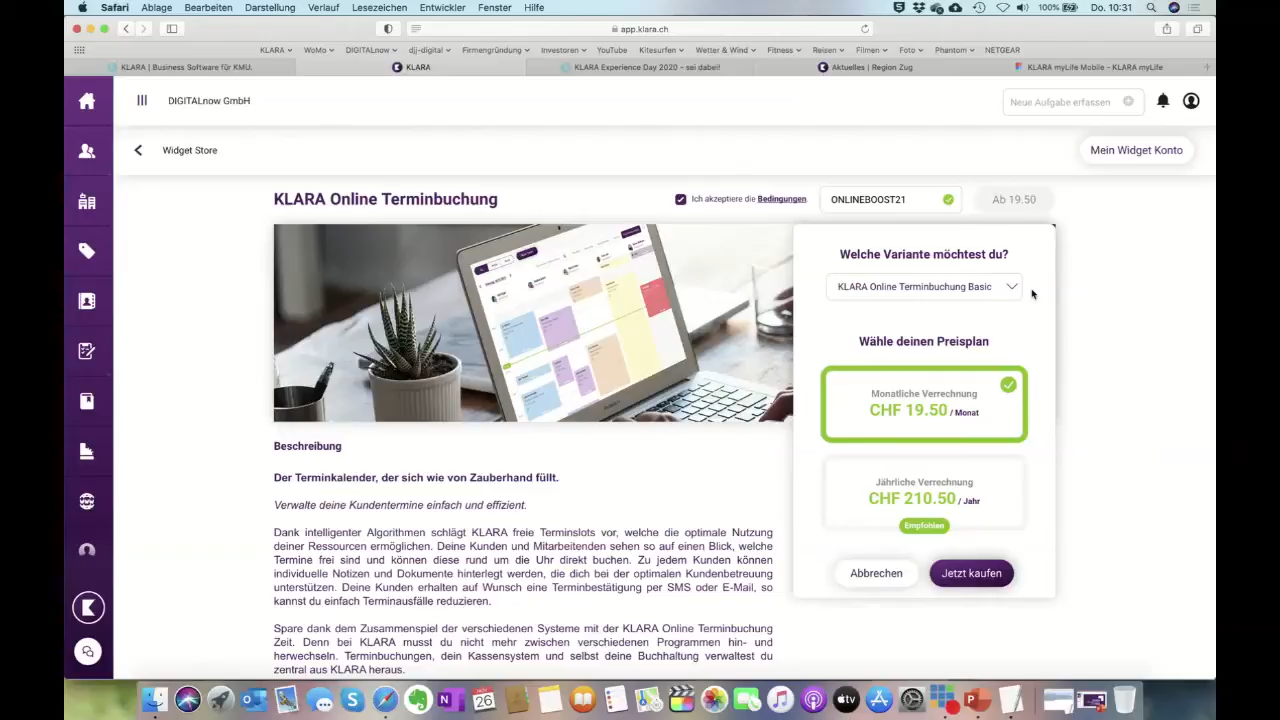 Safari Ablage Bearbeiten Darstellung Verlauf Lesezeichen Entwickler Fenster Hilfe 100% Do. 10:31
app.klara.ch
KLARA WoMo DIGITALnow djj-digital Firmengründung Investoren YouTube Kitesurfen Wetter & Wind Fitness Reisen Filmen Foto Phantom NETGEAR
KLARA | Business Software für KMU. KLARA KLARA Experience Day 2020 – sei dabei! Aktuelles | Region Zug KLARA myLife Mobile – KLARA myLife
DIGITALnow GmbH
Neue Aufgabe erfassen
Widget Store
Mein Widget Konto
KLARA Online Terminbuchung
Ich akzeptiere die Bedingungen.
ONLINEBOOST21
Ab 19.50
Welche Variante möchtest du?
KLARA Online Terminbuchung Basic
Wähle deinen Preisplan
Monatliche Verrechnung
CHF 19.50 / Monat
Jährliche Verrechnung
CHF 210.50 / Jahr
Empfohlen
Abbrechen
Jetzt kaufen
Beschreibung
Der Terminkalender, der sich wie von Zauberhand füllt.
Verwalte deine Kundentermine einfach und effizient.
Dank intelligenter Algorithmen schlägt KLARA freie Terminslots vor, welche die optimale Nutzung
deiner Ressourcen ermöglichen. Deine Kunden und Mitarbeitenden sehen so auf einen Blick, welche
Termine frei sind und können diese rund um die Uhr direkt buchen. Zu jedem Kunden können
individuelle Notizen und Dokumente hinterlegt werden, die dich bei der optimalen Kundenbetreuung
unterstützen. Deine Kunden erhalten auf Wunsch eine Terminbestätigung per SMS oder E-Mail, so
kannst du einfach Terminausfälle reduzieren.
Spare dank dem Zusammenspiel der verschiedenen Systeme mit der KLARA Online Terminbuchung
Zeit. Denn bei KLARA musst du nicht mehr zwischen verschiedenen Programmen hin- und
herwechseln. Terminbuchungen, dein Kassensystem und selbst deine Buchhaltung verwaltest du
zentral aus KLARA heraus.
NOV
26
tv